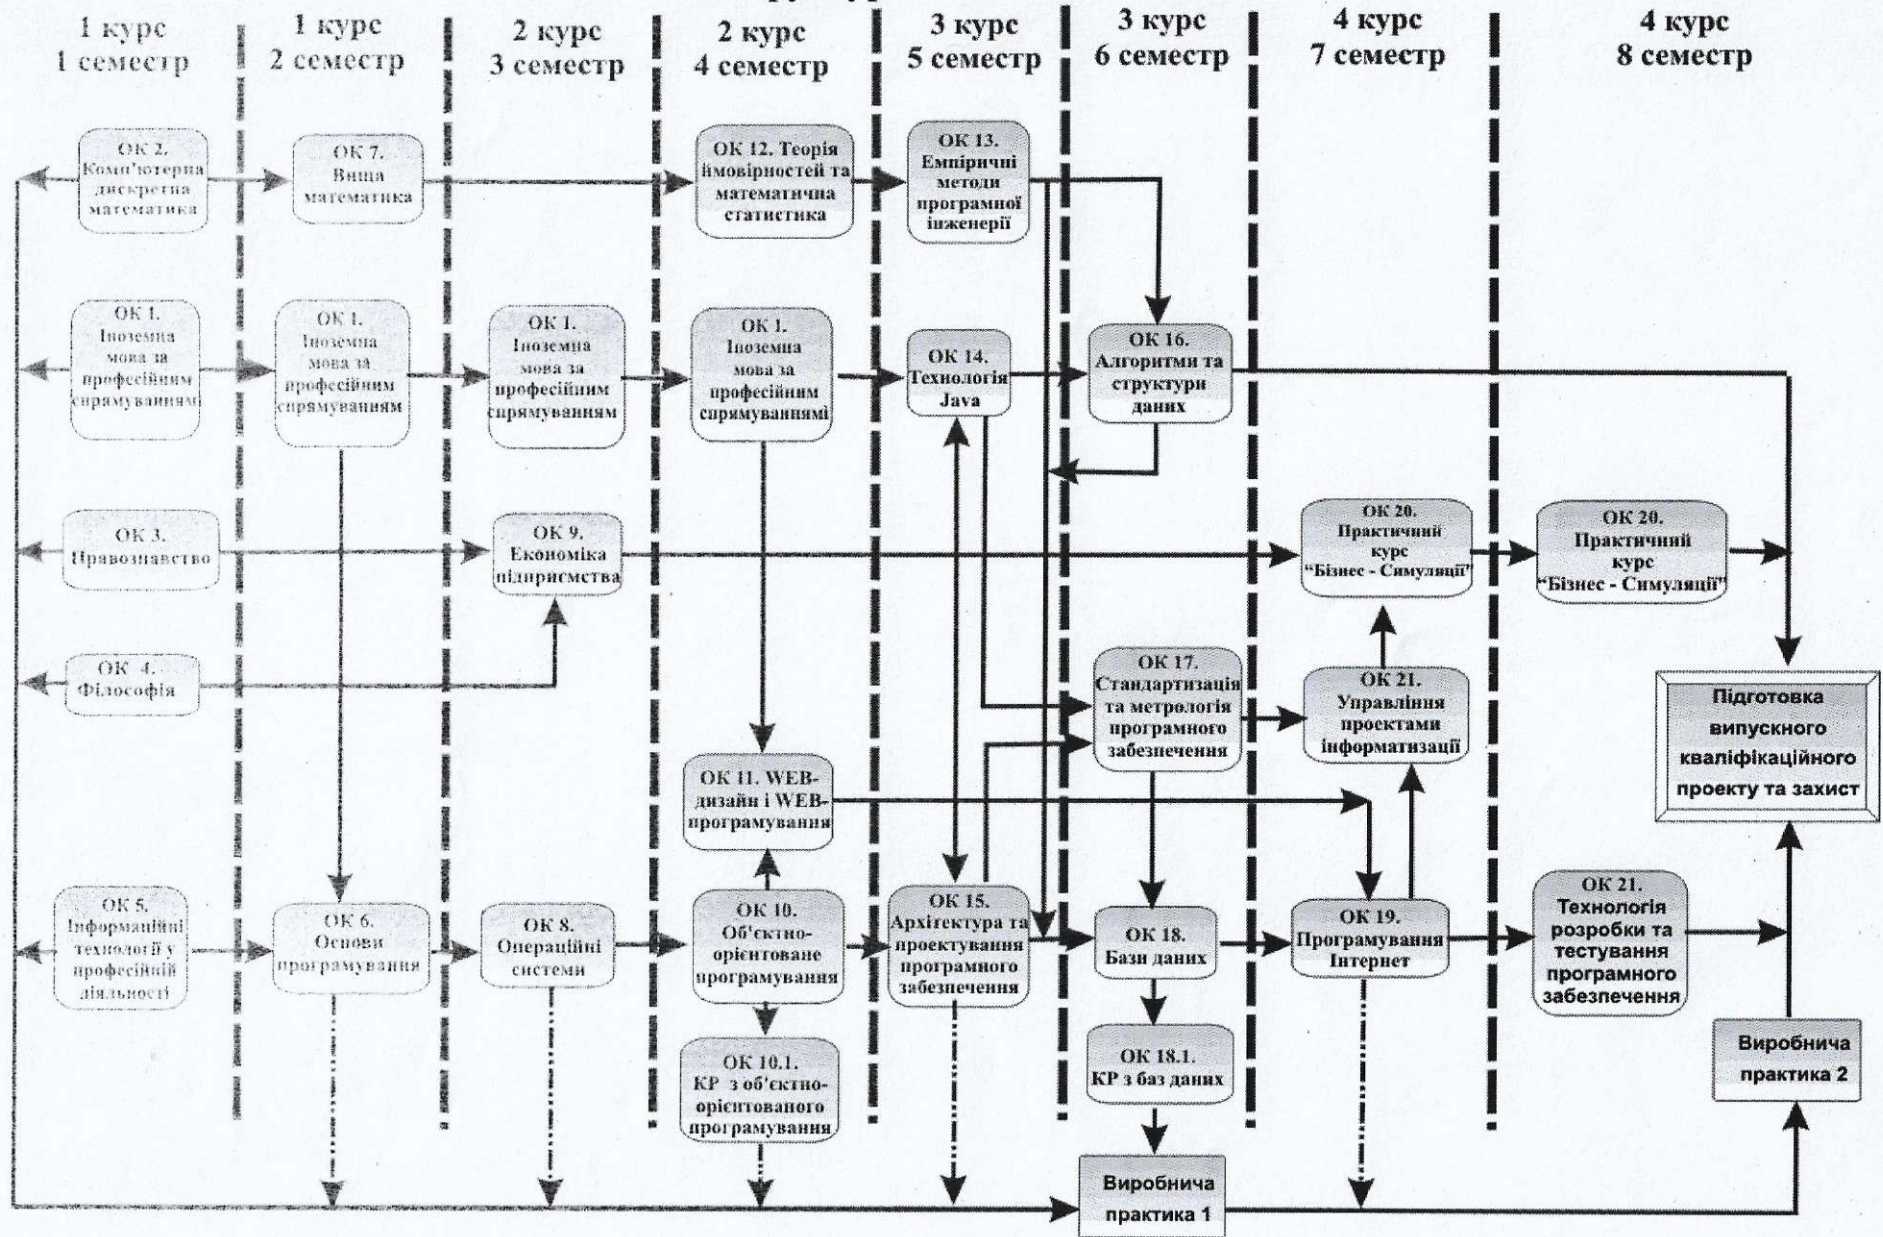 1 курс
1 семестр
1 курс
2 семестр
2 курс
3 семестр
2 курс
4 семестр
3 курс
5 семестр
3 курс
6 семестр
4 курс
7 семестр
4 курс
8 семестр
ОК 2.
Комп'ютерна
дискретна
математика
ОК 7.
Вища
математика
ОК 12. Теорія
ймовірностей та
математична
статистика
ОК 13.
Емпіричні
методи
програмної
інженерії
ОК 1.
Іноземна
мова за
професійним
спрямуванням
ОК 1.
Іноземна
мова за
професійним
спрямуванням
ОК 1.
Іноземна
мова за
професійним
спрямуванням
ОК 1.
Іноземна
мова за
професійним
спрямуваннямі
ОК 14.
Технологія
Java
ОК 16.
Алгоритми та
структури
даних
ОК 3.
Правознавство
ОК 9.
Економіка
підприємства
ОК 20.
Практичний
курс
“Бізнес - Симуляції”
ОК 20.
Практичний
курс
“Бізнес - Симуляції”
ОК 4.
Філософія
ОК 17.
Стандартизація
та метрологія
програмного
забезпечення
ОК 21.
Управління
проектами
інформатизації
Підготовка
випускного
кваліфікаційного
проекту та захист
ОК 11. WEB-
дизайн і WEB-
програмування
ОК 5.
Інформаційні
технології у
професійній
діяльності
ОК 6.
Основи
програмування
ОК 8.
Операційні
системи
ОК 10.
Об'єктно-
орієнтоване
програмування
ОК 15.
Архітектура та
проектування
програмного
забезпечення
ОК 18.
Бази даних
ОК 19.
Програмування
Інтернет
ОК 21.
Технологія
розробки та
тестування
програмного
забезпечення
ОК 10.1.
КР з об'єктно-
орієнтованого
програмування
ОК 18.1.
КР з баз даних
Виробнича
практика 2
Виробнича
практика 1